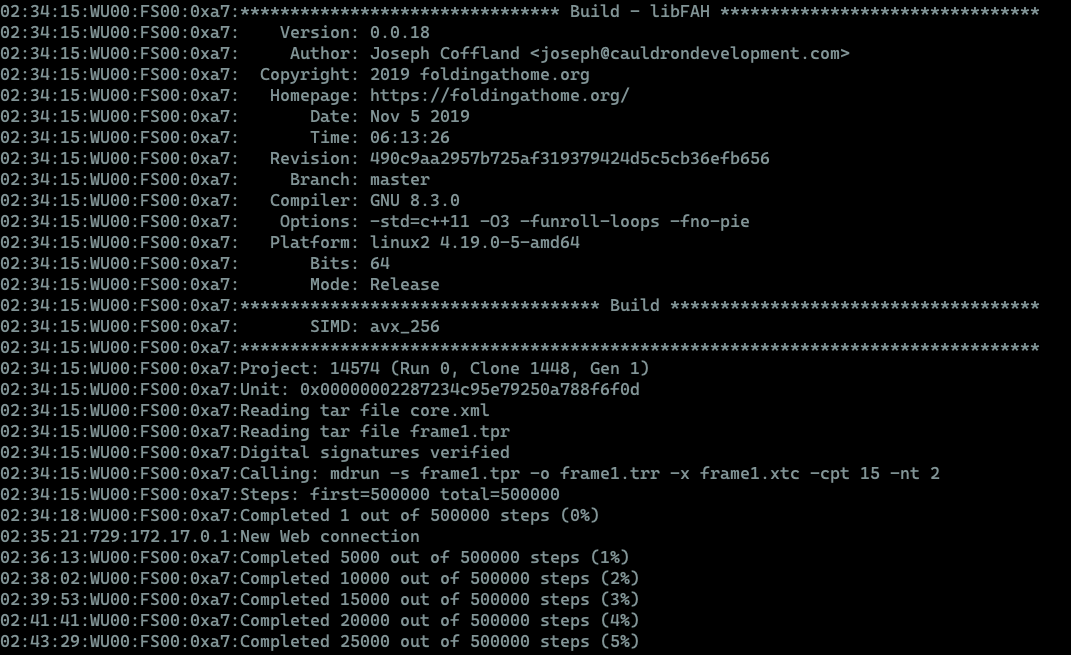 02:34:15:WU00:FS00:0xa7:******************************** Build - libFAH ********************************
02:34:15:WU00:FS00:0xa7:    Version: 0.0.18
02:34:15:WU00:FS00:0xa7:     Author: Joseph Coffland <joseph@cauldrondevelopment.com>
02:34:15:WU00:FS00:0xa7:  Copyright: 2019 foldingathome.org
02:34:15:WU00:FS00:0xa7:   Homepage: https://foldingathome.org/
02:34:15:WU00:FS00:0xa7:       Date: Nov 5 2019
02:34:15:WU00:FS00:0xa7:       Time: 06:13:26
02:34:15:WU00:FS00:0xa7:   Revision: 490c9aa2957b725af319379424d5c5cb36efb656
02:34:15:WU00:FS00:0xa7:     Branch: master
02:34:15:WU00:FS00:0xa7:   Compiler: GNU 8.3.0
02:34:15:WU00:FS00:0xa7:    Options: -std=c++11 -O3 -funroll-loops -fno-pie
02:34:15:WU00:FS00:0xa7:   Platform: linux2 4.19.0-5-amd64
02:34:15:WU00:FS00:0xa7:       Bits: 64
02:34:15:WU00:FS00:0xa7:       Mode: Release
02:34:15:WU00:FS00:0xa7:************************************ Build *************************************
02:34:15:WU00:FS00:0xa7:       SIMD: avx_256
02:34:15:WU00:FS00:0xa7:********************************************************************************
02:34:15:WU00:FS00:0xa7:Project: 14574 (Run 0, Clone 1448, Gen 1)
02:34:15:WU00:FS00:0xa7:Unit: 0x00000002287234c95e79250a788f6f0d
02:34:15:WU00:FS00:0xa7:Reading tar file core.xml
02:34:15:WU00:FS00:0xa7:Reading tar file frame1.tpr
02:34:15:WU00:FS00:0xa7:Digital signatures verified
02:34:15:WU00:FS00:0xa7:Calling: mdrun -s frame1.tpr -o frame1.trr -x frame1.xtc -cpt 15 -nt 2
02:34:15:WU00:FS00:0xa7:Steps: first=500000 total=500000
02:34:18:WU00:FS00:0xa7:Completed 1 out of 500000 steps (0%)
02:35:21:729:172.17.0.1:New Web connection
02:36:13:WU00:FS00:0xa7:Completed 5000 out of 500000 steps (1%)
02:38:02:WU00:FS00:0xa7:Completed 10000 out of 500000 steps (2%)
02:39:53:WU00:FS00:0xa7:Completed 15000 out of 500000 steps (3%)
02:41:41:WU00:FS00:0xa7:Completed 20000 out of 500000 steps (4%)
02:43:29:WU00:FS00:0xa7:Completed 25000 out of 500000 steps (5%)